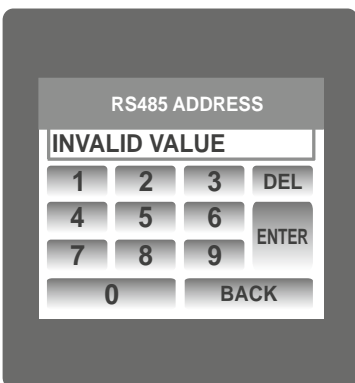 RS485 ADDRESS
INVALID VALUE
1 2 3 DEL
4 5 6 ENTER
7 8 9
0 BACK